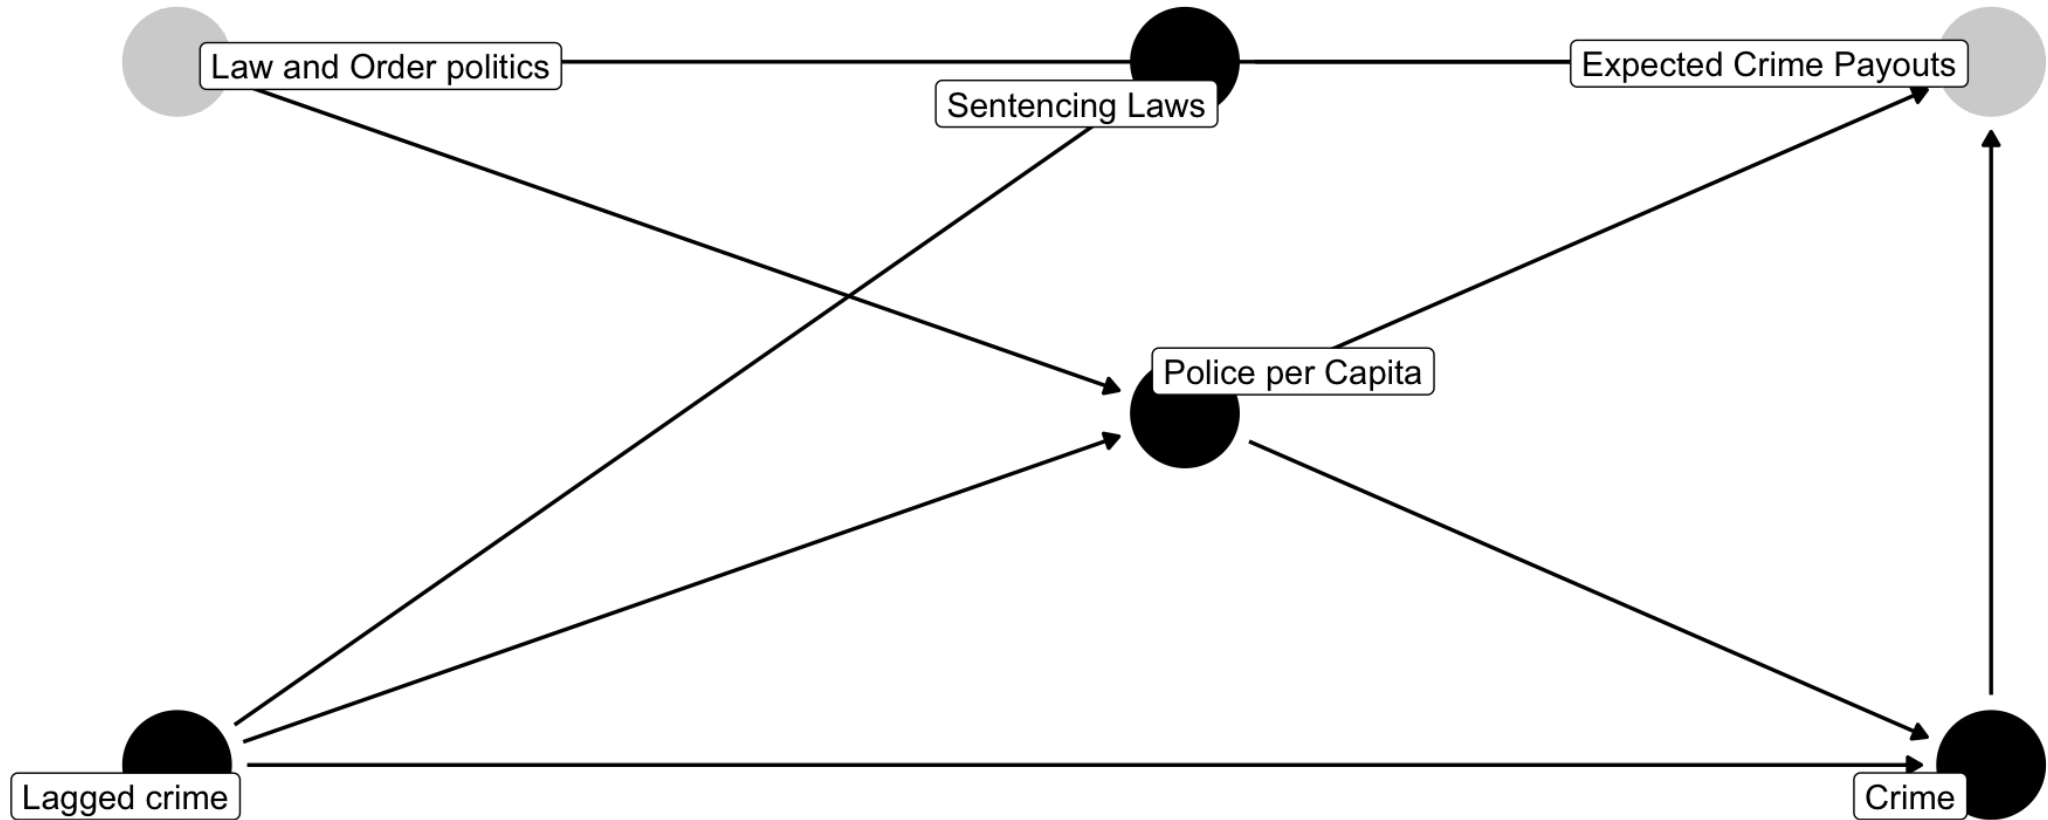 Law and Order politics
Expected Crime Payouts
Sentencing Laws
Police per Capita
Lagged crime
Crime